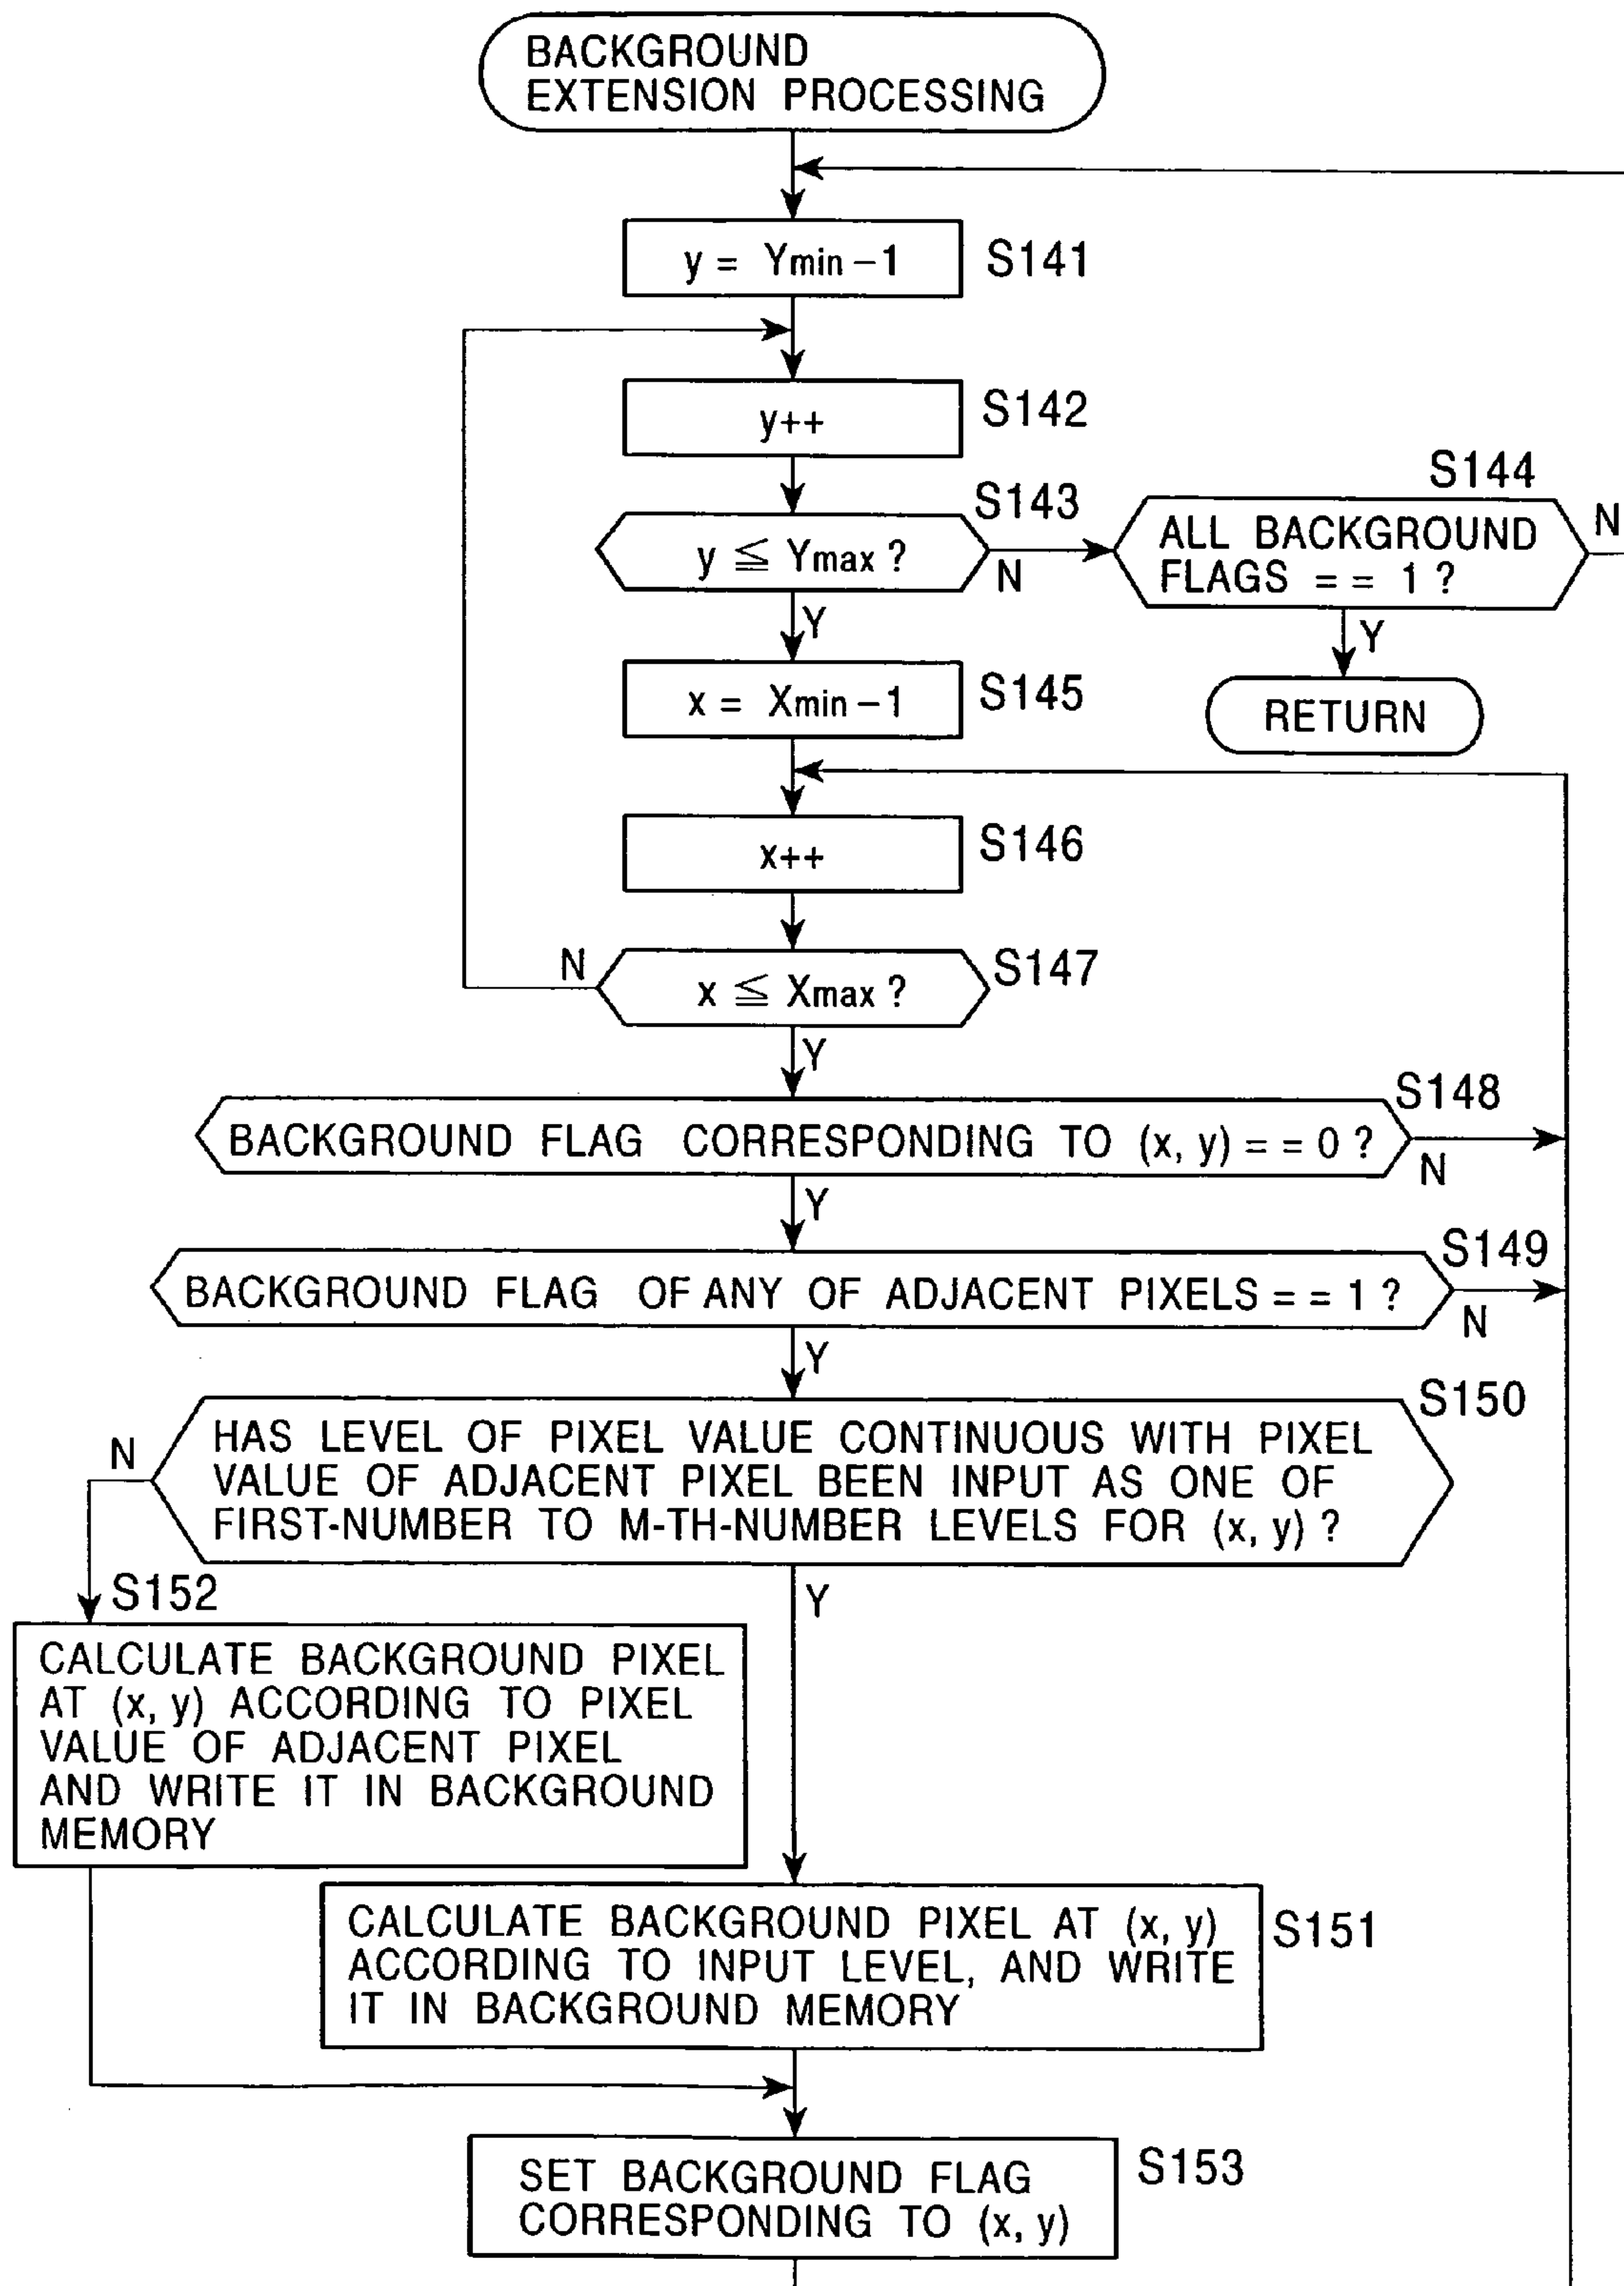 BACKGROUND
EXTENSION PROCESSING
y = Ymin −1
S141
y++
S142
S143
y ≦ Ymax ?
N
Y
S144
ALL BACKGROUND
FLAGS = = 1 ?
N
Y
RETURN
x = Xmin −1
S145
x++
S146
N
x ≦ Xmax ?
S147
Y
S148
BACKGROUND FLAG CORRESPONDING TO (x, y) = = 0 ?
N
Y
S149
BACKGROUND FLAG OF ANY OF ADJACENT PIXELS = = 1 ?
N
Y
S150
N
HAS LEVEL OF PIXEL VALUE CONTINUOUS WITH PIXEL
VALUE OF ADJACENT PIXEL BEEN INPUT AS ONE OF
FIRST-NUMBER TO M-TH-NUMBER LEVELS FOR (x, y) ?
Y
S152
CALCULATE BACKGROUND PIXEL
AT (x, y) ACCORDING TO PIXEL
VALUE OF ADJACENT PIXEL
AND WRITE IT IN BACKGROUND
MEMORY
CALCULATE BACKGROUND PIXEL AT (x, y)
ACCORDING TO INPUT LEVEL, AND WRITE
IT IN BACKGROUND MEMORY
S151
SET BACKGROUND FLAG
CORRESPONDING TO (x, y)
S153